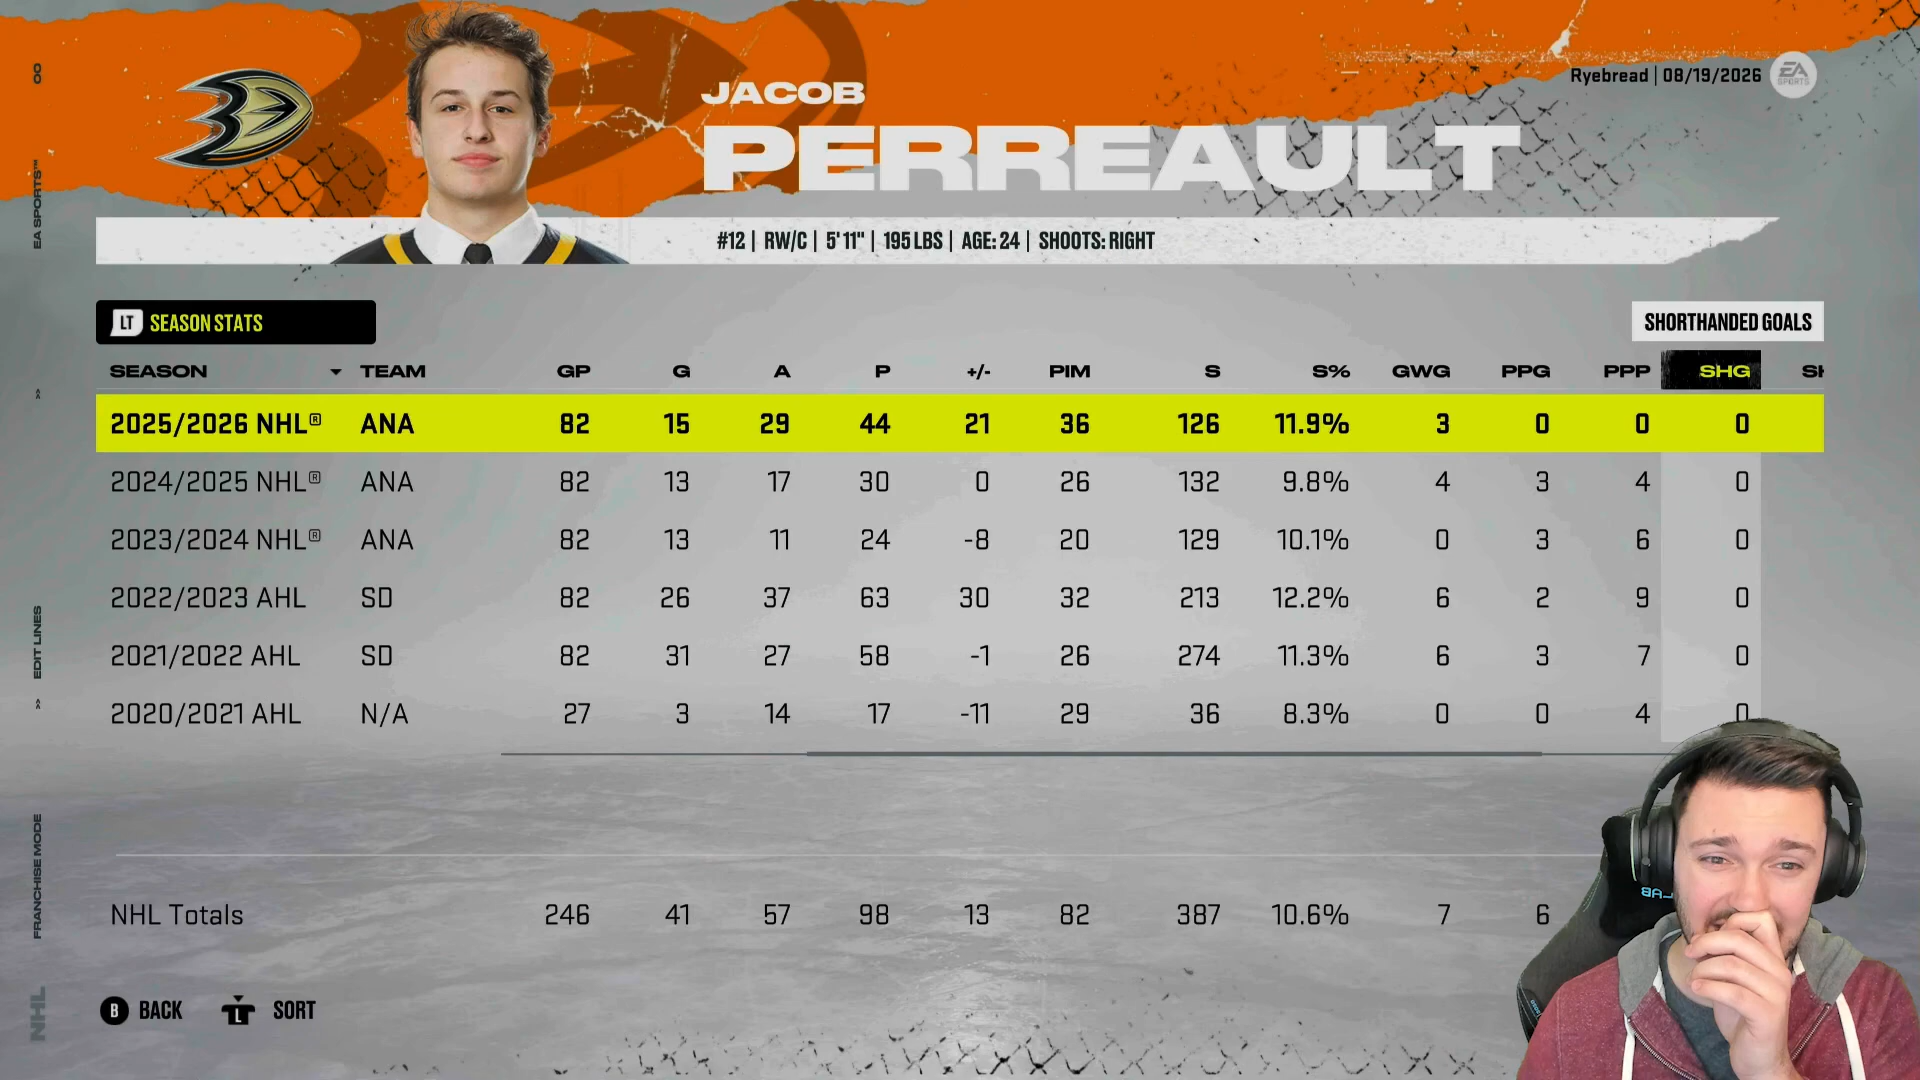 JACOB
PERREAULT
Ryebread | 08/19/2026
EA SPORTS
#12 | RW/C | 5'11" | 195 LBS | AGE: 24 | SHOOTS: RIGHT
LT SEASON STATS
SHORTHANDED GOALS
SEASON TEAM GP G A P +/- PIM S S% GWG PPG PPP SHG SH
2025/2026 NHL® ANA 82 15 29 44 21 36 126 11.9% 3 0 0 0
2024/2025 NHL® ANA 82 13 17 30 0 26 132 9.8% 4 3 4 0
2023/2024 NHL® ANA 82 13 11 24 -8 20 129 10.1% 0 3 6 0
2022/2023 AHL SD 82 26 37 63 30 32 213 12.2% 6 2 9 0
2021/2022 AHL SD 82 31 27 58 -1 26 274 11.3% 6 3 7 0
2020/2021 AHL N/A 27 3 14 17 -11 29 36 8.3% 0 0 4 0
NHL Totals 246 41 57 98 13 82 387 10.6% 7 6
B BACK L SORT
NHL FRANCHISE MODE >> EDIT LINES >> EA SPORTS™